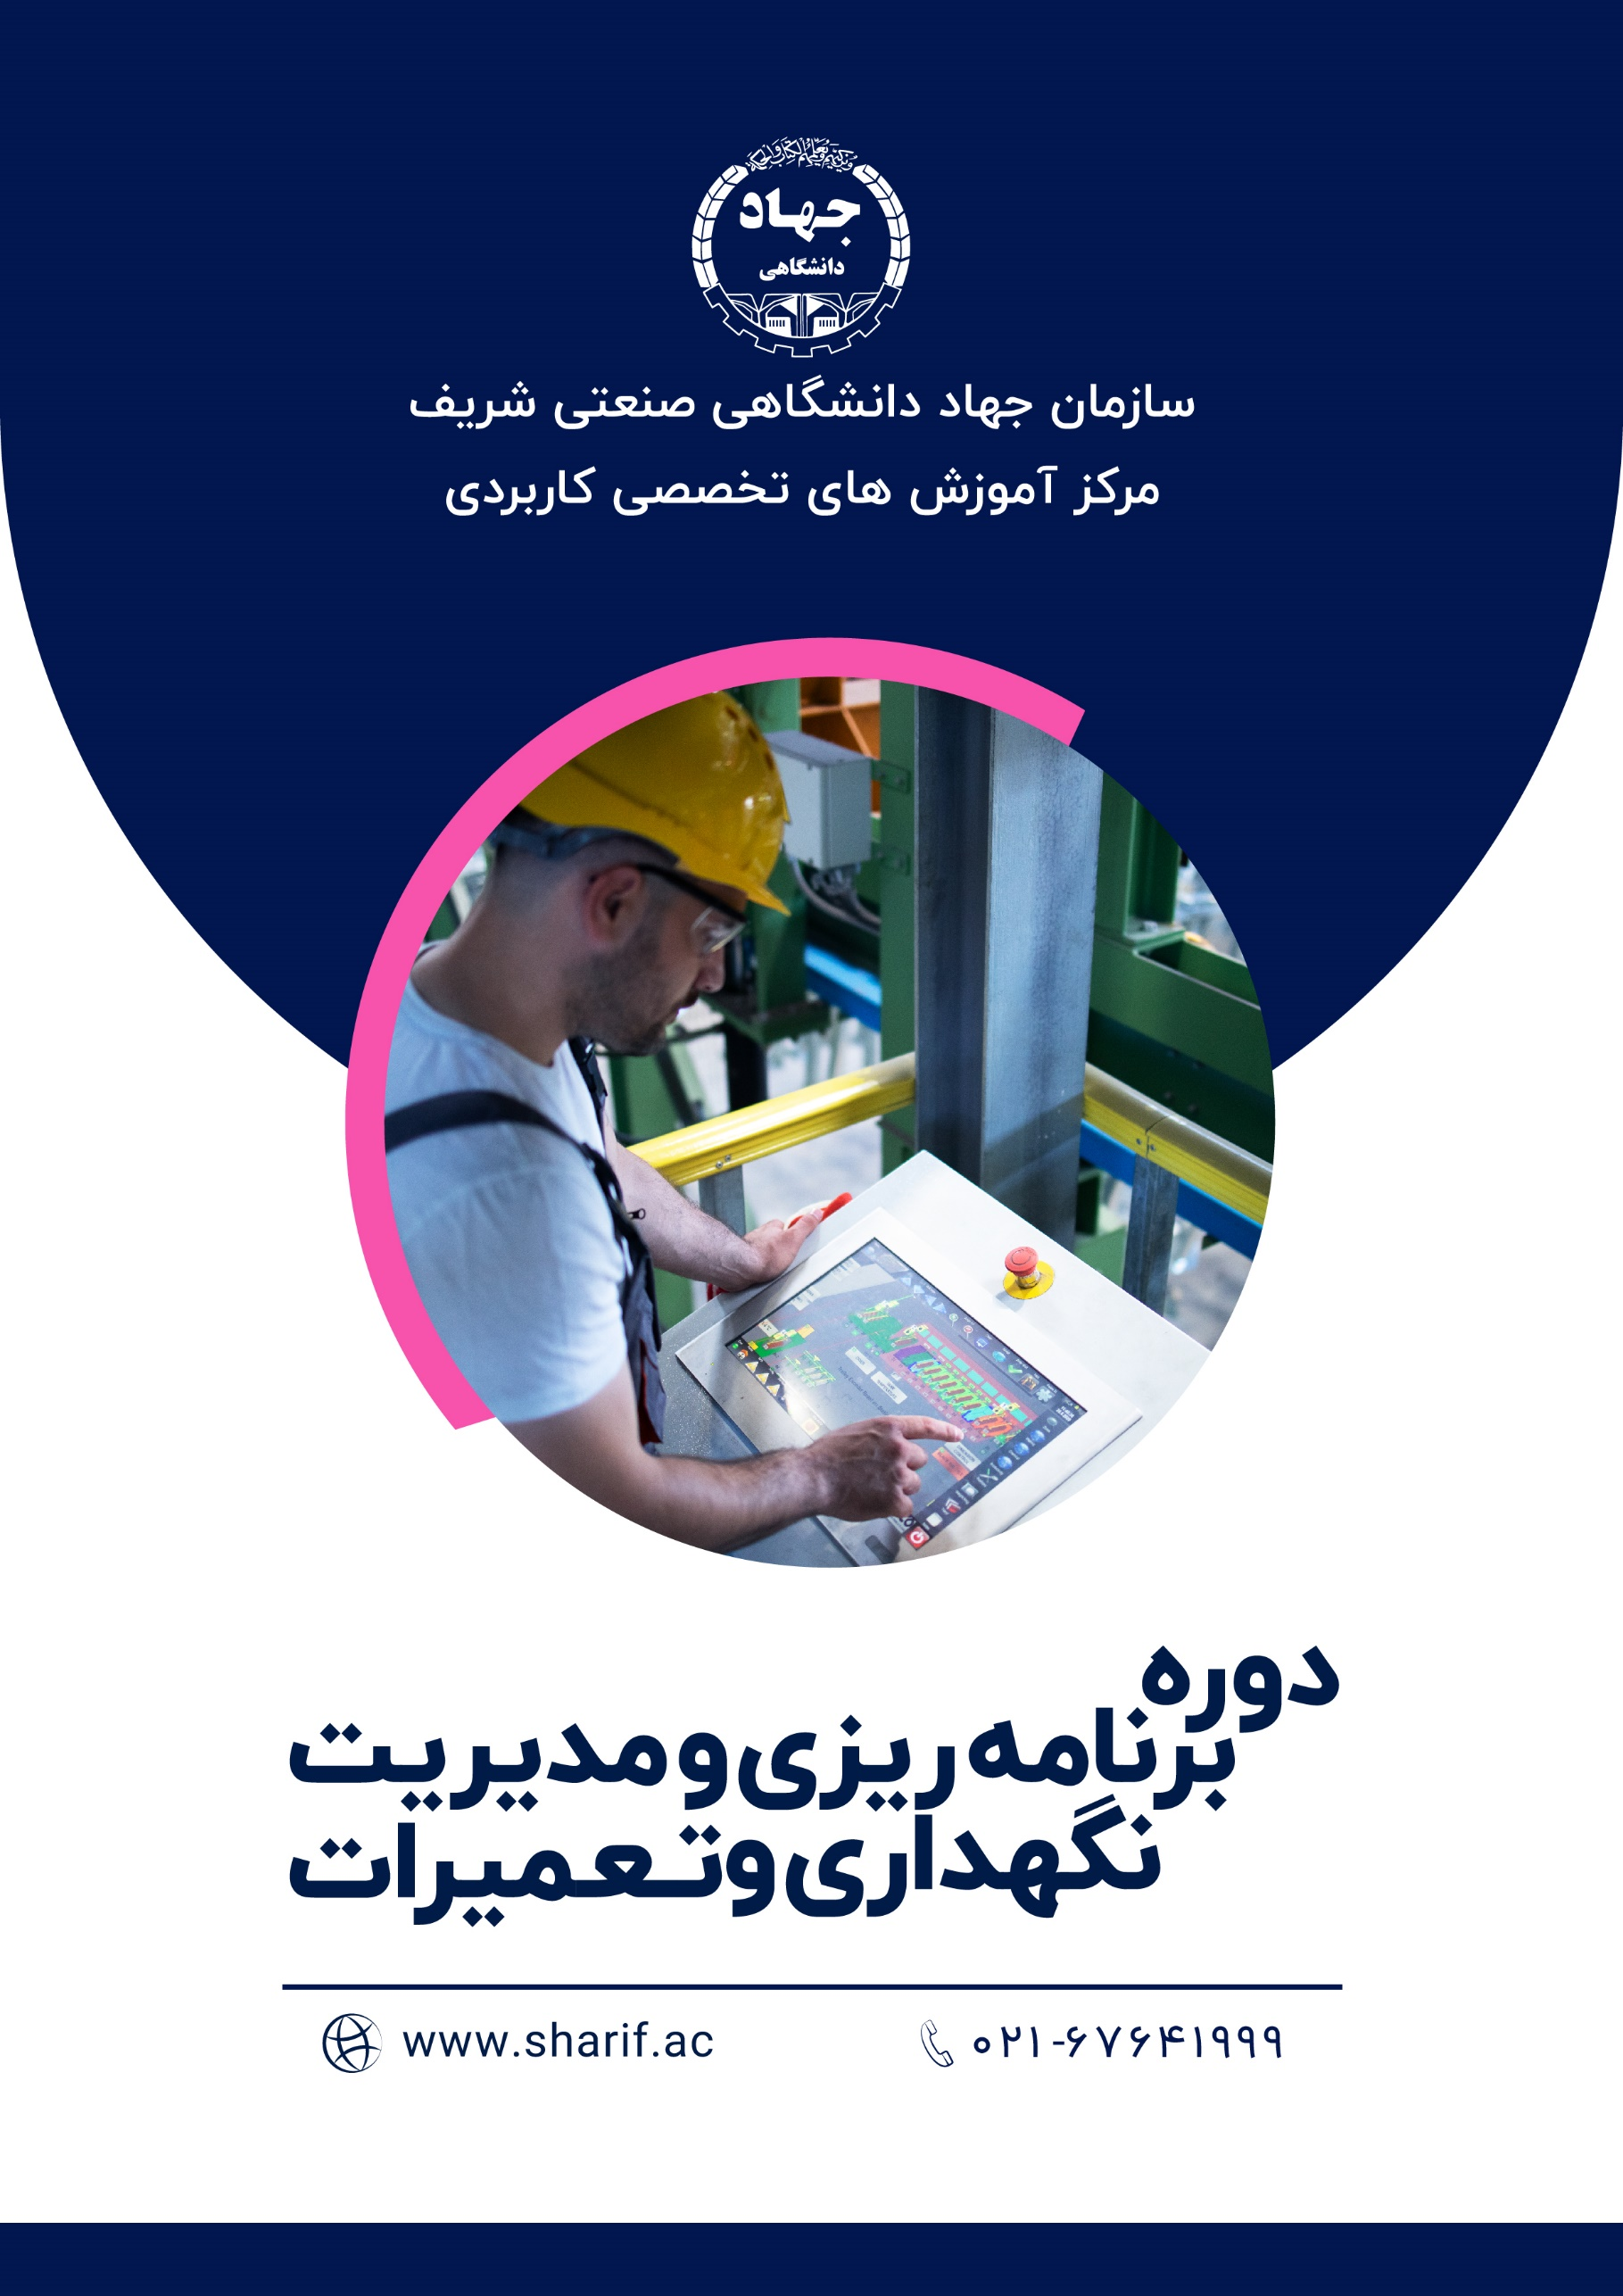 جهاد
دانشگاهی
سازمان جهاد دانشگاهی صنعتی شریف
مرکز آموزش های تخصصی کاربردی
دوره
برنامه ریزی و مدیریت
نگهداری و تعمیرات
۰۲۱-۶۷۶۴۱۹۹۹
www.sharif.ac